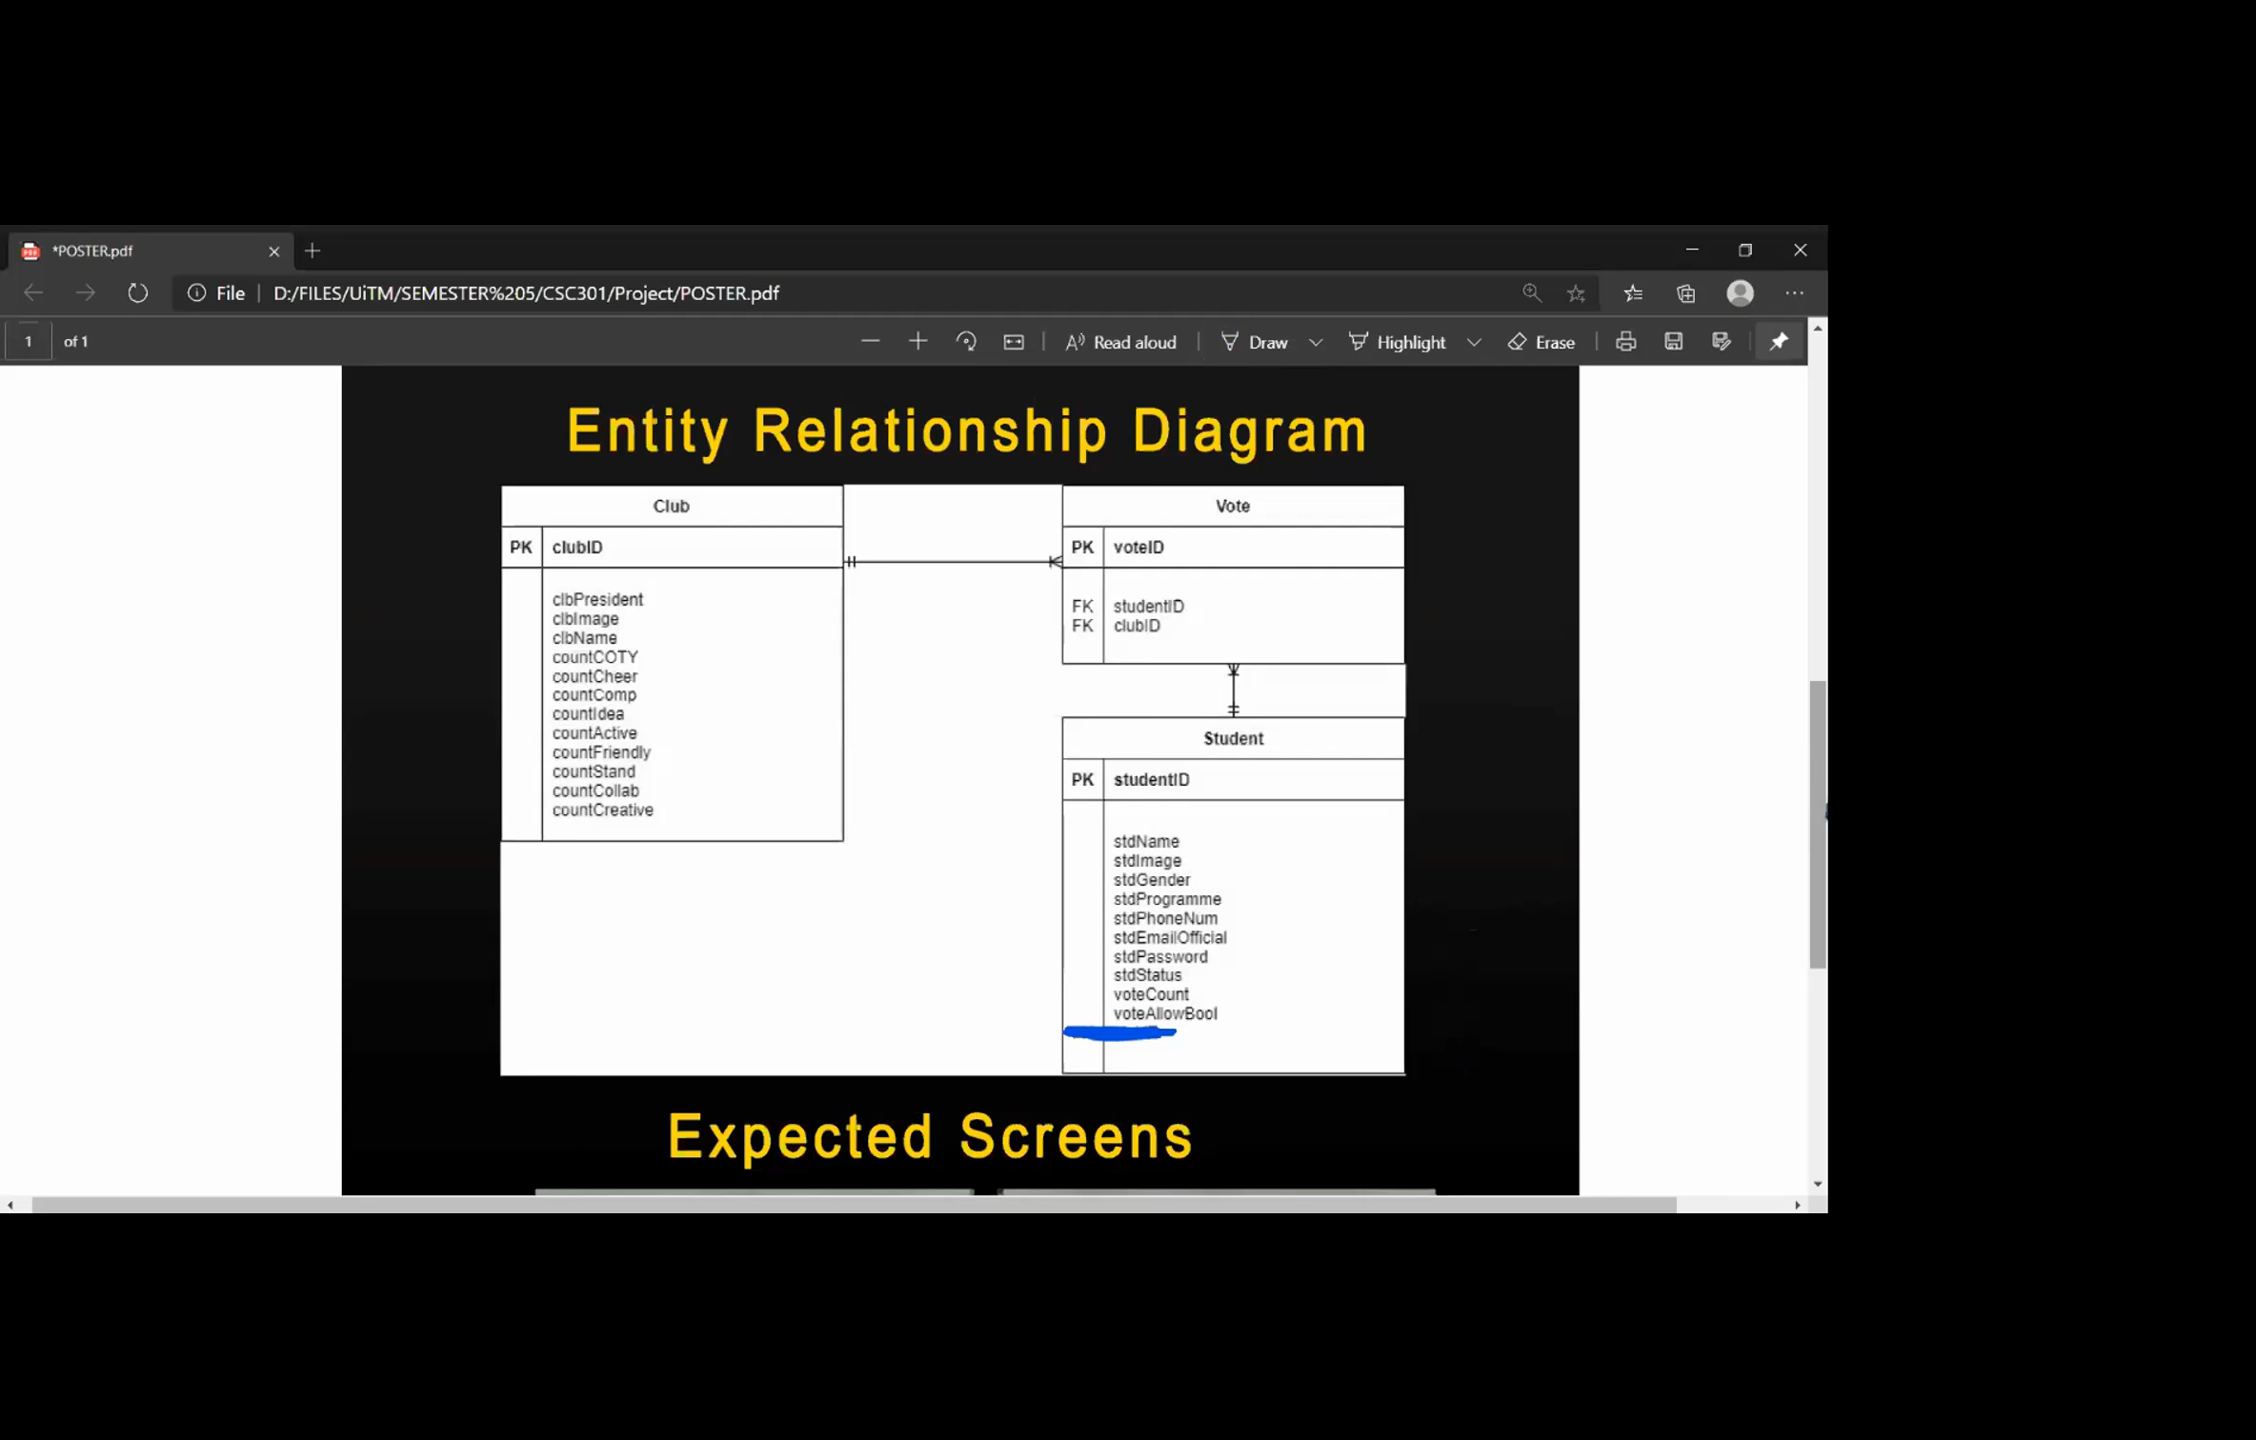 *POSTER.pdf
File D:/FILES/UiTM/SEMESTER%205/CSC301/Project/POSTER.pdf
1 of 1 Read aloud Draw Highlight Erase
Entity Relationship Diagram
Club
PK clubID
clbPresident
clbImage
clbName
countCOTY
countCheer
countComp
countIdea
countActive
countFriendly
countStand
countCollab
countCreative
Vote
PK voteID
FK studentID
FK clubID
Student
PK studentID
stdName
stdImage
stdGender
stdProgramme
stdPhoneNum
stdEmailOfficial
stdPassword
stdStatus
voteCount
voteAllowBool
Expected Screens